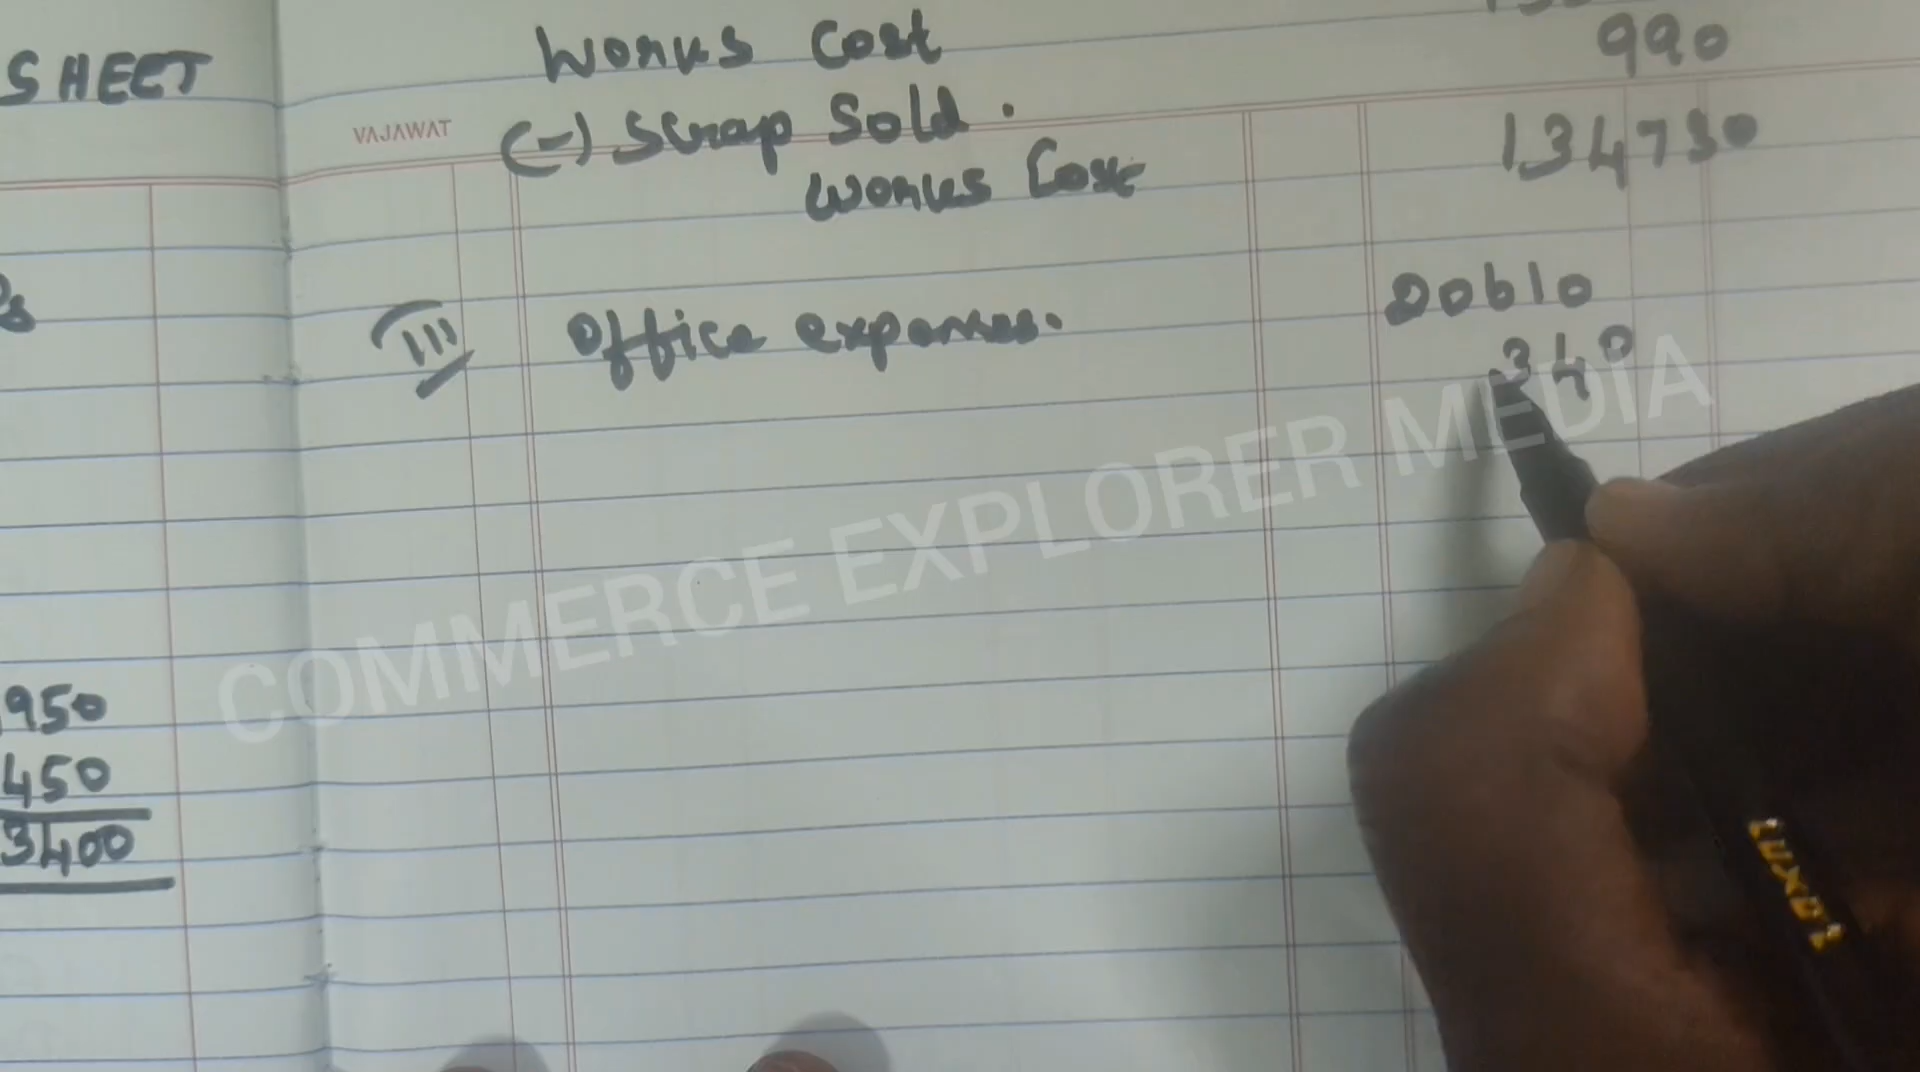 SHEET
950
450
3400
Works Cost
990
VAJAWAT
(-) Scrap Sold.
134730
Works Cost
III Office expenses. 20610
340
COMMERCE EXPLORER MEDIA
LUXOR